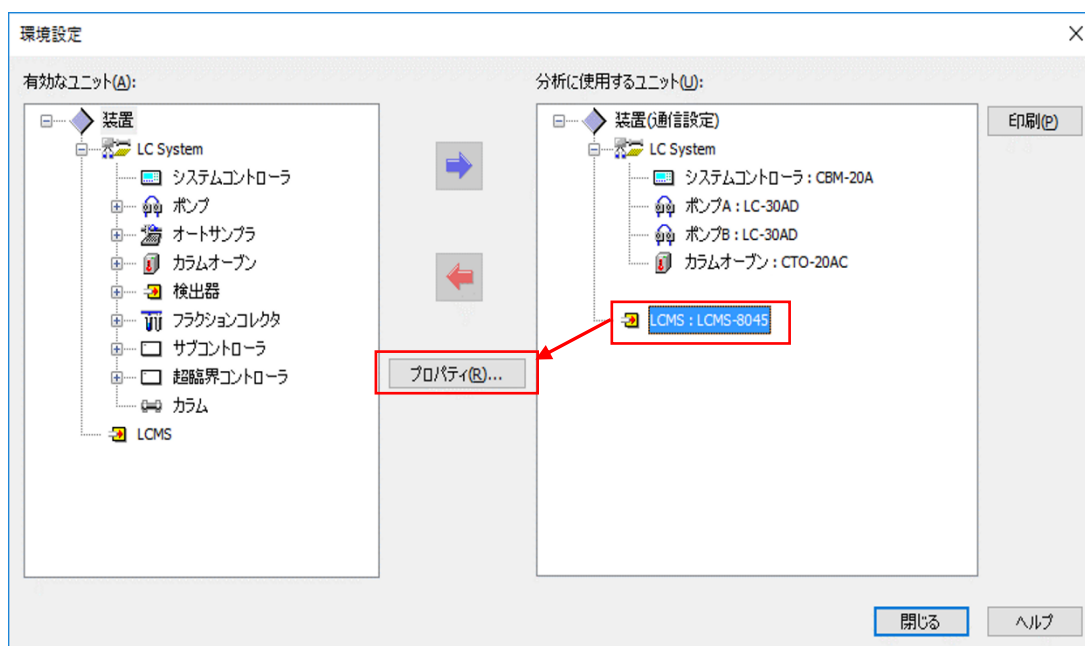 環境設定
有効なユニット(A):
装置
LC System
システムコントローラ
ポンプ
オートサンプラ
カラムオーブン
検出器
フラクションコレクタ
サブコントローラ
超臨界コントローラ
カラム
LCMS
プロパティ(R)...
分析に使用するユニット(U):
装置(通信設定)
LC System
システムコントローラ : CBM-20A
ポンプA : LC-30AD
ポンプB : LC-30AD
カラムオーブン : CTO-20AC
LCMS : LCMS-8045
印刷(P)
閉じる
ヘルプ